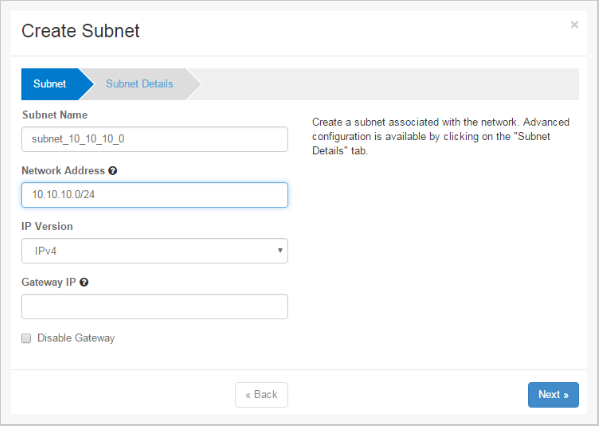 Create Subnet
×
Subnet
Subnet Details
Subnet Name
subnet_10_10_10_0
Network Address ?
10.10.10.0/24
IP Version
IPv4
Gateway IP ?
Disable Gateway
Create a subnet associated with the network. Advanced
configuration is available by clicking on the "Subnet
Details" tab.
« Back
Next »